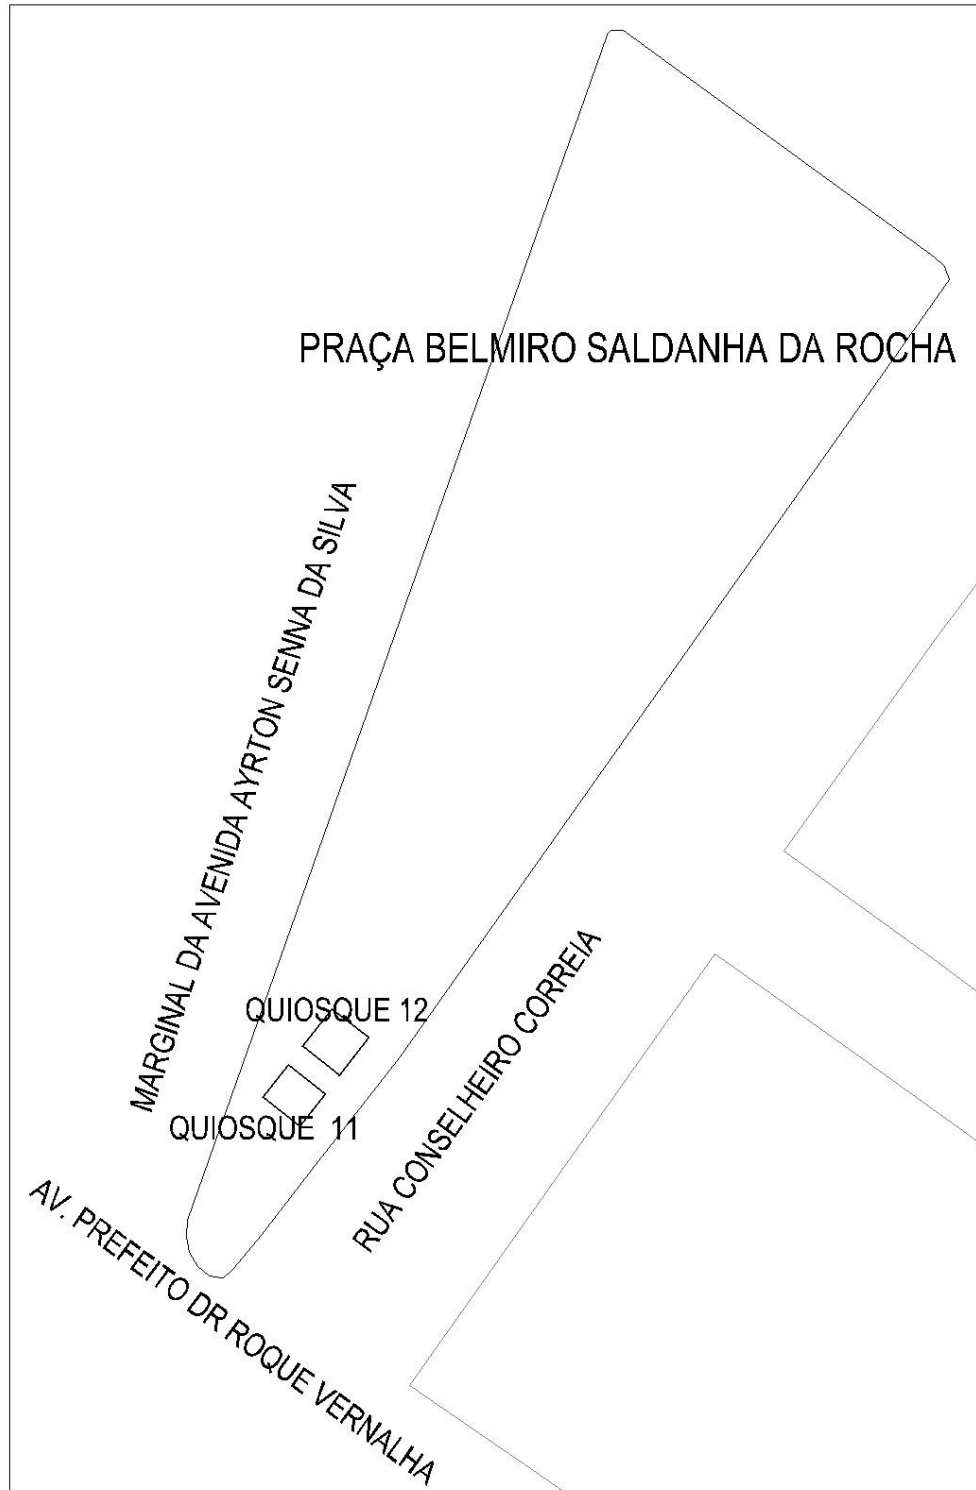 PRAÇA BELMIRO SALDANHA DA ROCHA
MARGINAL DA AVENIDA AYRTON SENNA DA SILVA
QUIOSQUE 12
QUIOSQUE 11
RUA CONSELHEIRO CORREIA
AV. PREFEITO DR ROQUE VERNALHA